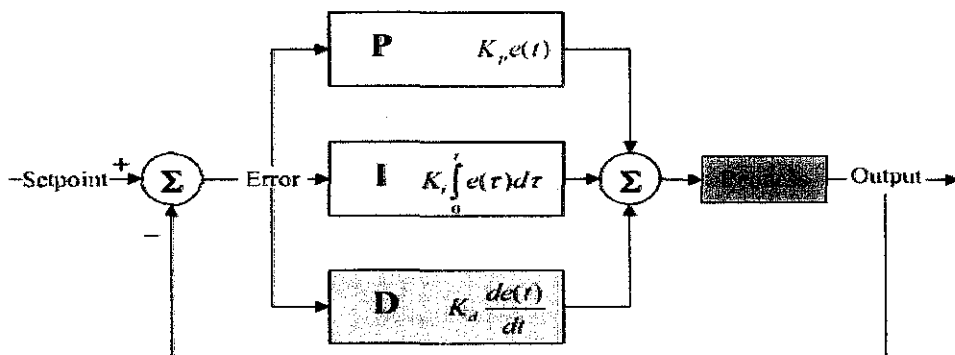 P K_p e(t)
–Setpoint + Σ Error I K_i ∫_0^t e(τ)dτ Σ Output
−
D K_d de(t)/dt